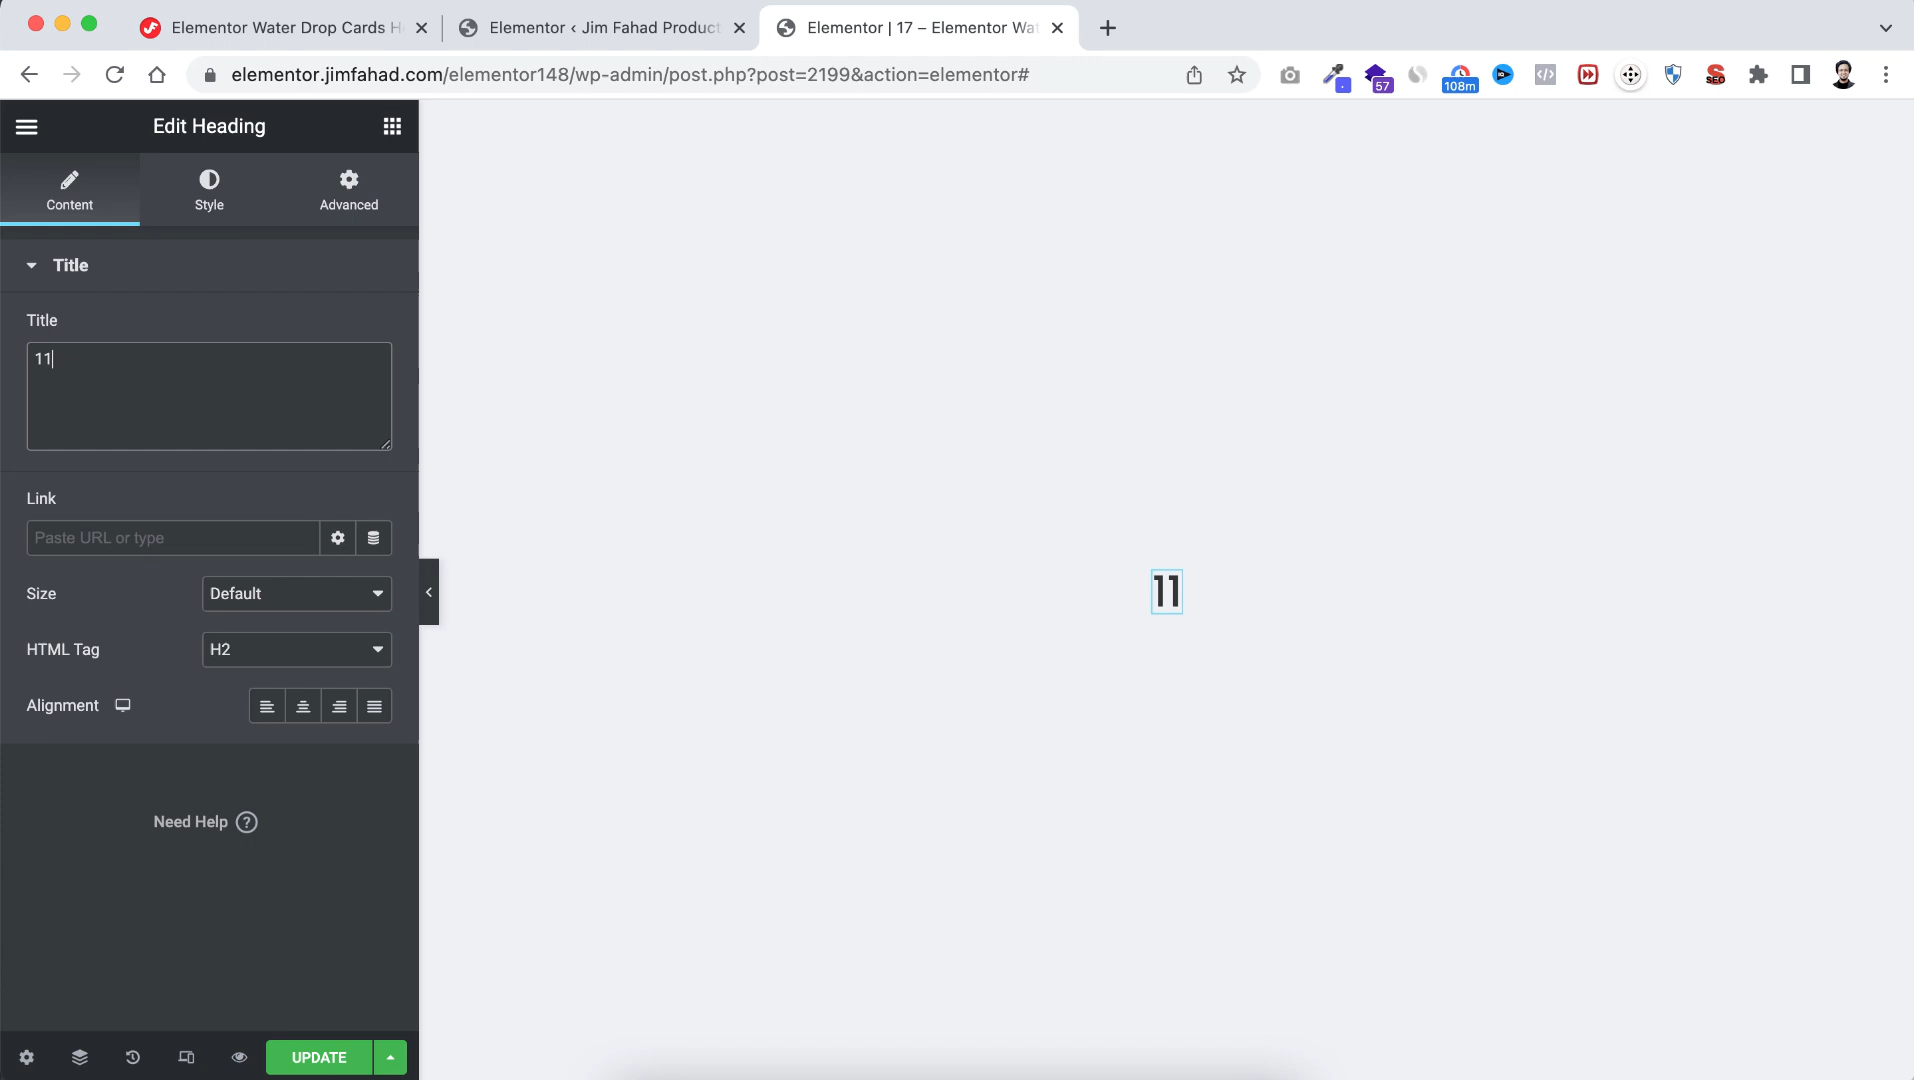 Elementor Water Drop Cards H
Elementor ‹ Jim Fahad Product
Elementor | 17 – Elementor Wat
elementor.jimfahad.com/elementor148/wp-admin/post.php?post=2199&action=elementor#
57
108m
SEO
Edit Heading
Content
Style
Advanced
Title
Title
11
Link
Paste URL or type
Size
Default
HTML Tag
H2
Alignment
Need Help ?
UPDATE
11